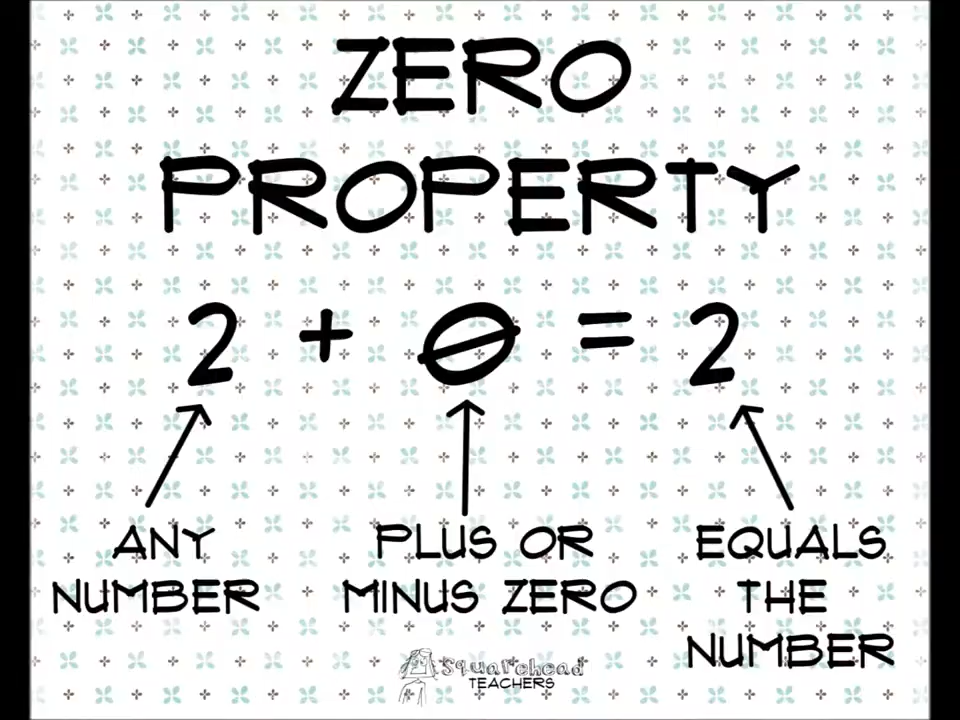 ZERO
PROPERTY
2 + 0 = 2
ANY
NUMBER
PLUS OR
MINUS ZERO
EQUALS
THE
NUMBER
Squarehead
TEACHERS